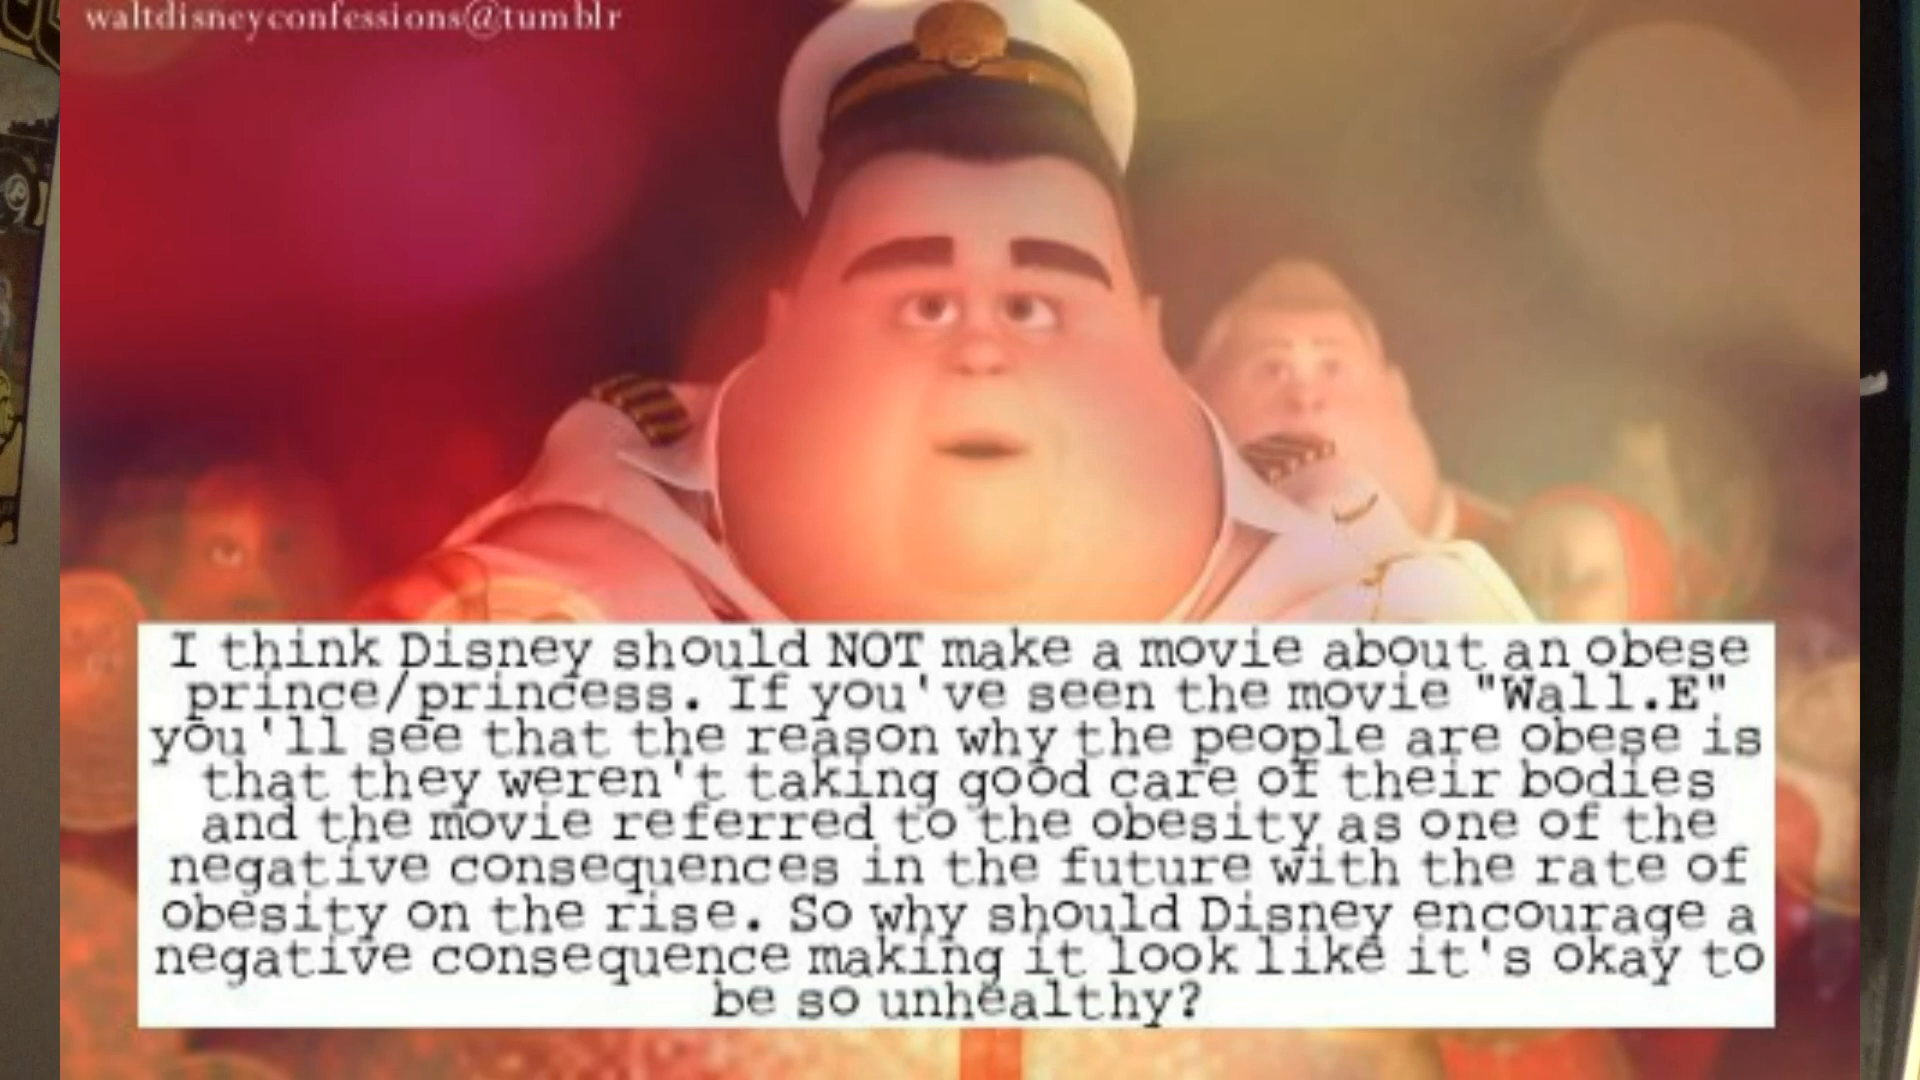 waltdisneyconfessions@tumblr
I think Disney should NOT make a movie about an obese
prince/princess. If you've seen the movie "Wall.E"
you'll see that the reason why the people are obese is
that they weren't taking good care of their bodies
and the movie referred to the obesity as one of the
negative consequences in the future with the rate of
obesity on the rise. So why should Disney encourage a
negative consequence making it look like it's okay to
be so unhealthy?